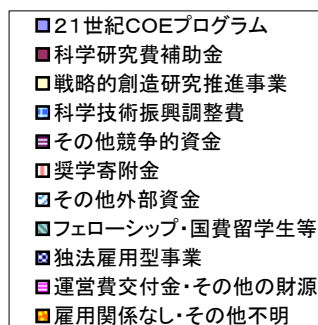 21世紀COEプログラム
科学研究費補助金
戦略的創造研究推進事業
科学技術振興調整費
その他競争的資金
奨学寄附金
その他外部資金
フェローシップ・国費留学生等
独法雇用型事業
運営費交付金・その他の財源
雇用関係なし・その他不明